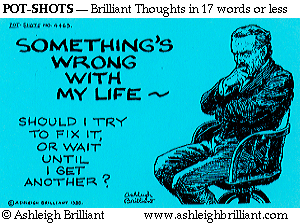 POT-SHOTS — Brilliant Thoughts in 17 words or less
POT-SHOTS NO. 4463.
SOMETHING'S
WRONG
WITH
MY LIFE ~
SHOULD I TRY
TO FIX IT,
OR WAIT
UNTIL
I GET
ANOTHER?
Ashleigh
Brilliant
© ASHLEIGH BRILLIANT 1988.
© Ashleigh Brilliant www.ashleighbrilliant.com